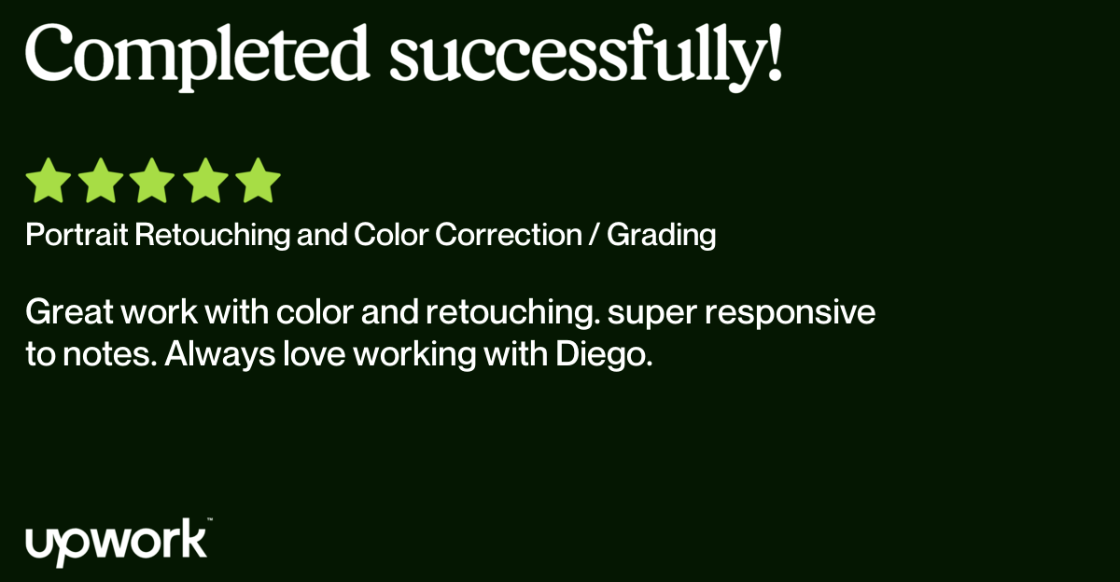 Completed successfully!
Portrait Retouching and Color Correction / Grading
Great work with color and retouching. super responsive
to notes. Always love working with Diego.
upwork™